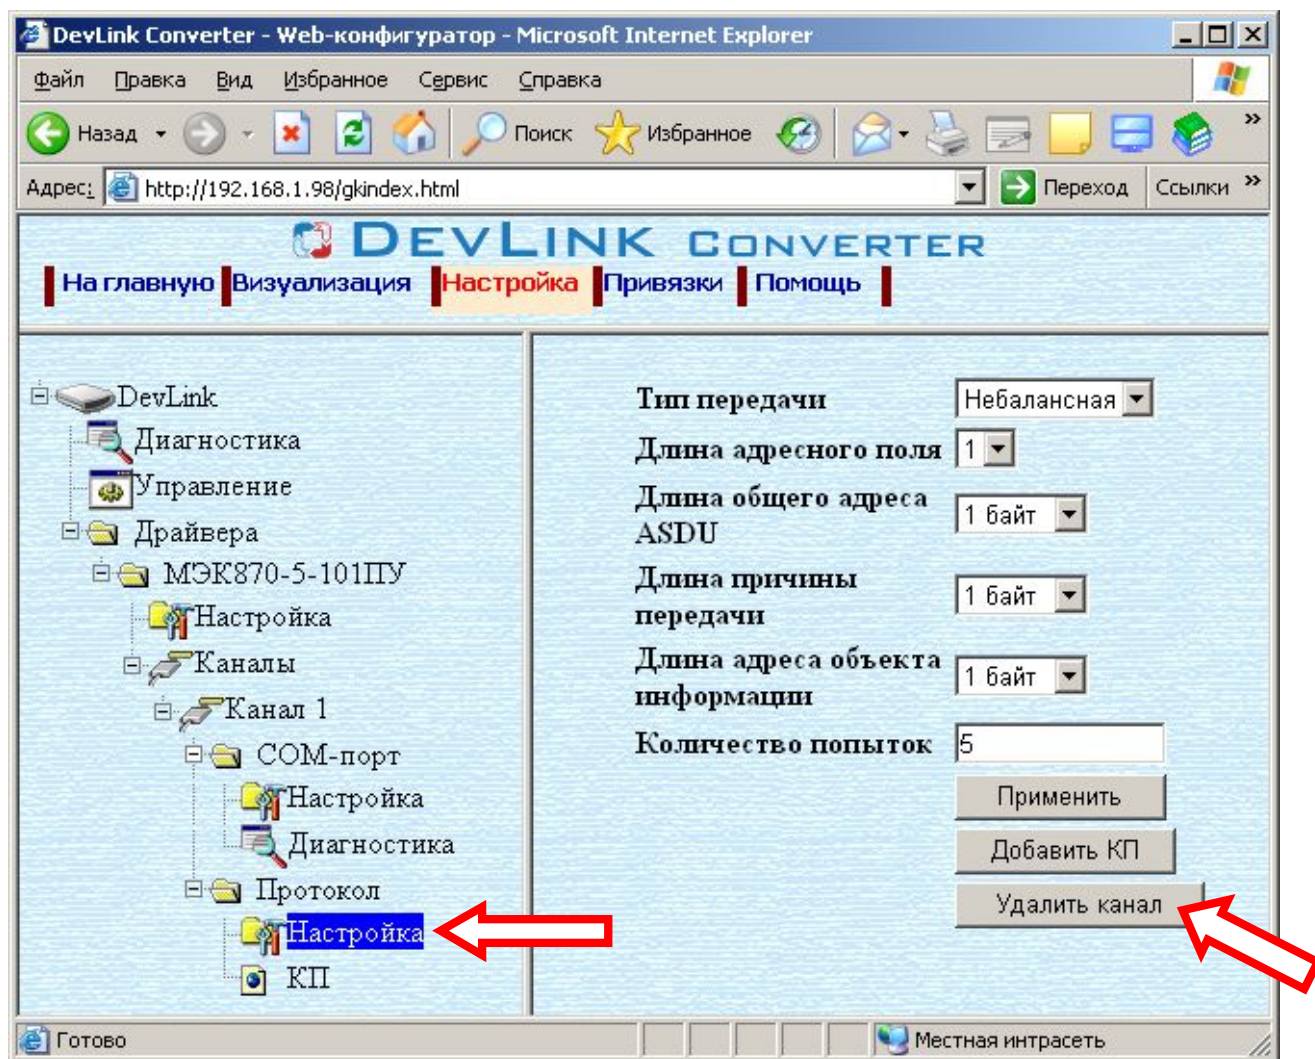 DevLink Converter - Web-конфигуратор - Microsoft Internet Explorer
Файл Правка Вид Избранное Сервис Справка
Назад Поиск Избранное »
Адрес: http://192.168.1.98/gkindex.html Переход Ссылки »
DEVLINK CONVERTER
На главную Визуализация Настройка Привязки Помощь
DevLink
Диагностика
Управление
Драйвера
МЭК870-5-101ПУ
Настройка
Каналы
Канал 1
COM-порт
Настройка
Диагностика
Протокол
Настройка
КП
Тип передачи Небалансная
Длина адресного поля 1
Длина общего адреса
ASDU 1 байт
Длина причины
передачи 1 байт
Длина адреса объекта
информации 1 байт
Количество попыток 5
Применить
Добавить КП
Удалить канал
Готово Местная интрасеть